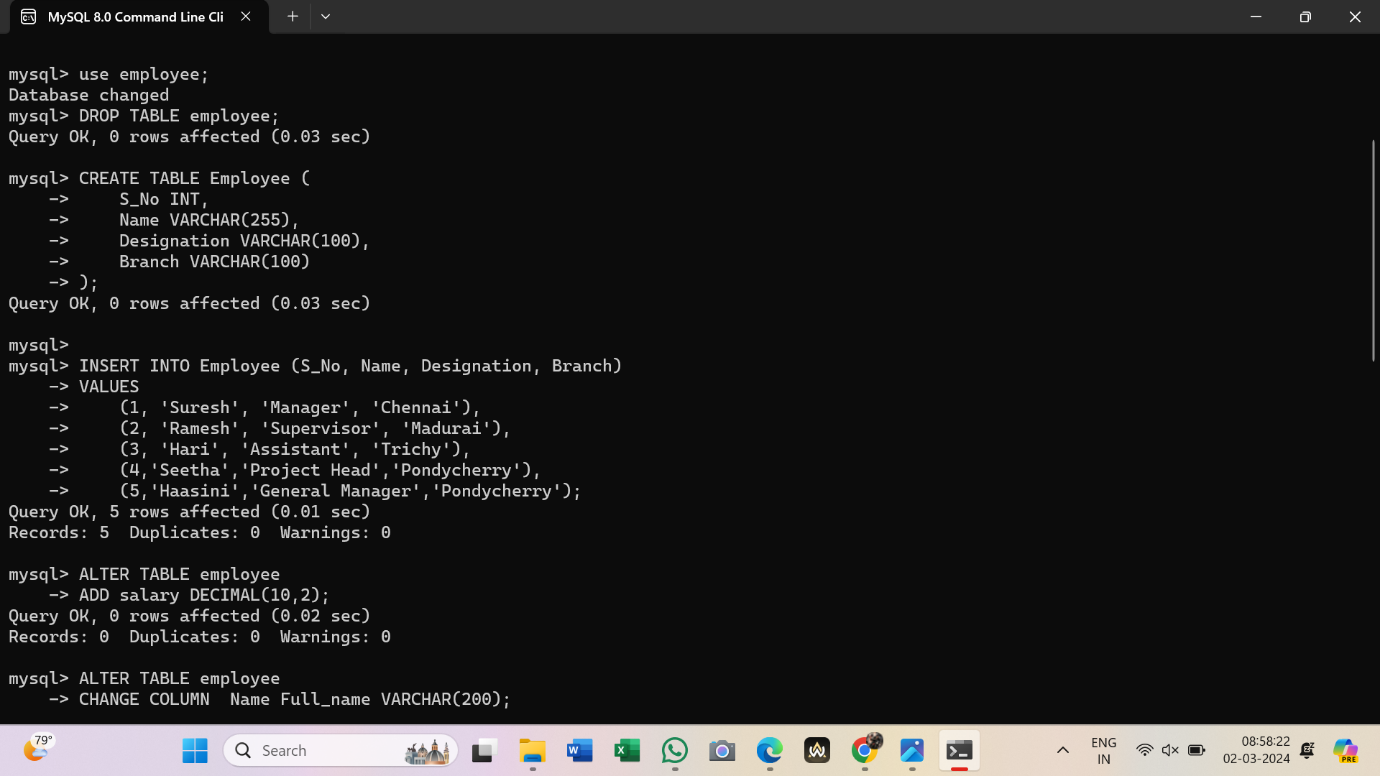 MySQL 8.0 Command Line Cli
mysql> use employee;
Database changed
mysql> DROP TABLE employee;
Query OK, 0 rows affected (0.03 sec)
mysql> CREATE TABLE Employee (
    ->     S_No INT,
    ->     Name VARCHAR(255),
    ->     Designation VARCHAR(100),
    ->     Branch VARCHAR(100)
    -> );
Query OK, 0 rows affected (0.03 sec)
mysql>
mysql> INSERT INTO Employee (S_No, Name, Designation, Branch)
    -> VALUES
    ->     (1, 'Suresh', 'Manager', 'Chennai'),
    ->     (2, 'Ramesh', 'Supervisor', 'Madurai'),
    ->     (3, 'Hari', 'Assistant', 'Trichy'),
    ->     (4,'Seetha','Project Head','Pondycherry'),
    ->     (5,'Haasini','General Manager','Pondycherry');
Query OK, 5 rows affected (0.01 sec)
Records: 5  Duplicates: 0  Warnings: 0
mysql> ALTER TABLE employee
    -> ADD salary DECIMAL(10,2);
Query OK, 0 rows affected (0.02 sec)
Records: 0  Duplicates: 0  Warnings: 0
mysql> ALTER TABLE employee
    -> CHANGE COLUMN  Name Full_name VARCHAR(200);
79°
Search
ENG
IN
08:58:22
02-03-2024
PRE